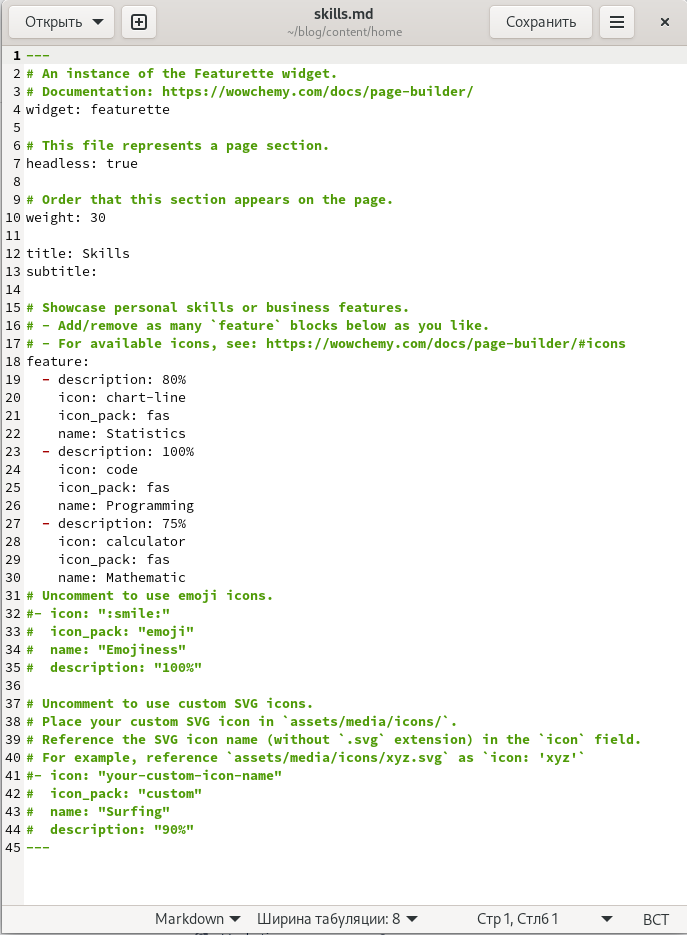 Открыть
skills.md
~/blog/content/home
Сохранить
1 ---
2 # An instance of the Featurette widget.
3 # Documentation: https://wowchemy.com/docs/page-builder/
4 widget: featurette
5
6 # This file represents a page section.
7 headless: true
8
9 # Order that this section appears on the page.
10 weight: 30
11
12 title: Skills
13 subtitle:
14
15 # Showcase personal skills or business features.
16 # - Add/remove as many `feature` blocks below as you like.
17 # - For available icons, see: https://wowchemy.com/docs/page-builder/#icons
18 feature:
19   - description: 80%
20     icon: chart-line
21     icon_pack: fas
22     name: Statistics
23   - description: 100%
24     icon: code
25     icon_pack: fas
26     name: Programming
27   - description: 75%
28     icon: calculator
29     icon_pack: fas
30     name: Mathematic
31 # Uncomment to use emoji icons.
32 #- icon: ":smile:"
33 #  icon_pack: "emoji"
34 #  name: "Emojiness"
35 #  description: "100%"
36
37 # Uncomment to use custom SVG icons.
38 # Place your custom SVG icon in `assets/media/icons/`.
39 # Reference the SVG icon name (without `.svg` extension) in the `icon` field.
40 # For example, reference `assets/media/icons/xyz.svg` as `icon: 'xyz'`
41 #- icon: "your-custom-icon-name"
42 #  icon_pack: "custom"
43 #  name: "Surfing"
44 #  description: "90%"
45 ---
Markdown Ширина табуляции: 8 Стр 1, Стлб 1 ВСТ